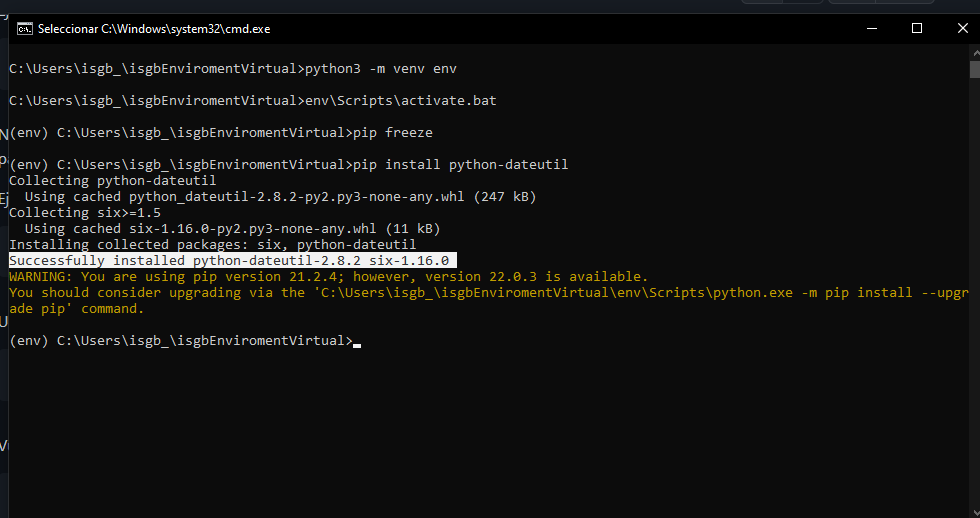 Seleccionar C:\Windows\system32\cmd.exe
C:\Users\isgb_\isgbEnviromentVirtual>python3 -m venv env
C:\Users\isgb_\isgbEnviromentVirtual>env\Scripts\activate.bat
(env) C:\Users\isgb_\isgbEnviromentVirtual>pip freeze
(env) C:\Users\isgb_\isgbEnviromentVirtual>pip install python-dateutil
Collecting python-dateutil
  Using cached python_dateutil-2.8.2-py2.py3-none-any.whl (247 kB)
Collecting six>=1.5
  Using cached six-1.16.0-py2.py3-none-any.whl (11 kB)
Installing collected packages: six, python-dateutil
Successfully installed python-dateutil-2.8.2 six-1.16.0
WARNING: You are using pip version 21.2.4; however, version 22.0.3 is available.
You should consider upgrading via the 'C:\Users\isgb_\isgbEnviromentVirtual\env\Scripts\python.exe -m pip install --upgr
ade pip' command.
(env) C:\Users\isgb_\isgbEnviromentVirtual>